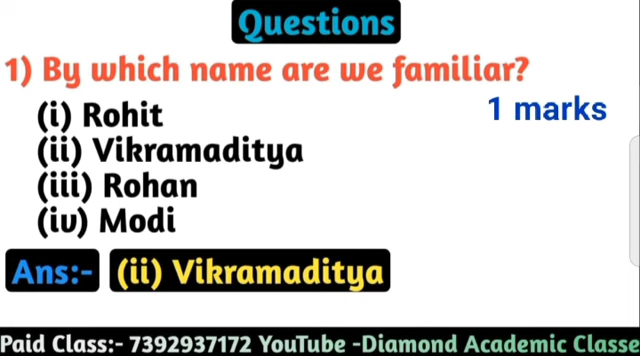 Questions
1) By which name are we familiar?
(i) Rohit
1 marks
(ii) Vikramaditya
(iii) Rohan
(iv) Modi
Ans:- (ii) Vikramaditya
Paid Class:- 7392937172 YouTube -Diamond Academic Classe